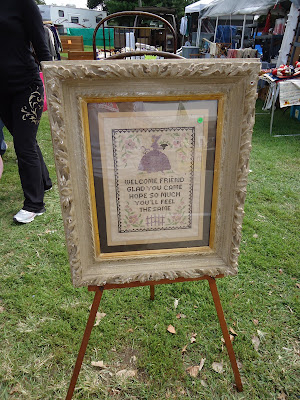 WELCOME FRIEND
GLAD YOU CAME
HOPE SO MUCH
YOU'LL FEEL
THE SAME